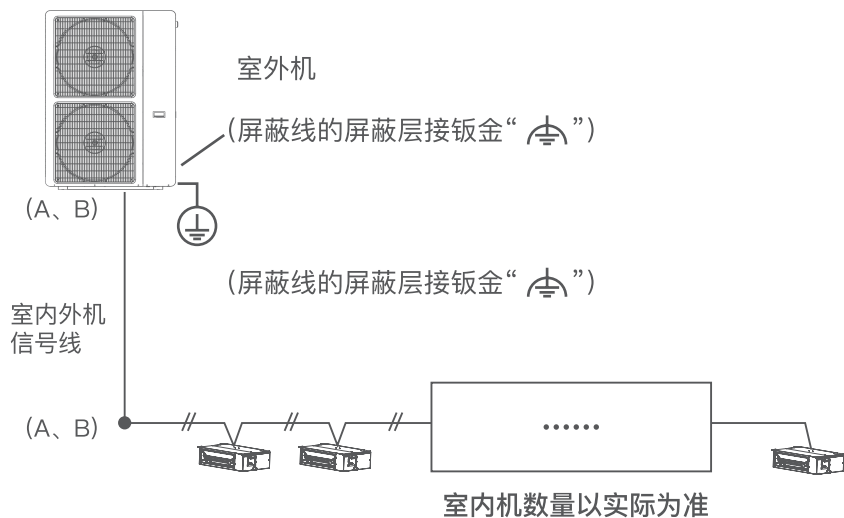 室外机
(屏蔽线的屏蔽层接钣金“ ”)
(A、B)
(屏蔽线的屏蔽层接钣金“ ”)
室内外机
信号线
(A、B)
……
室内机数量以实际为准